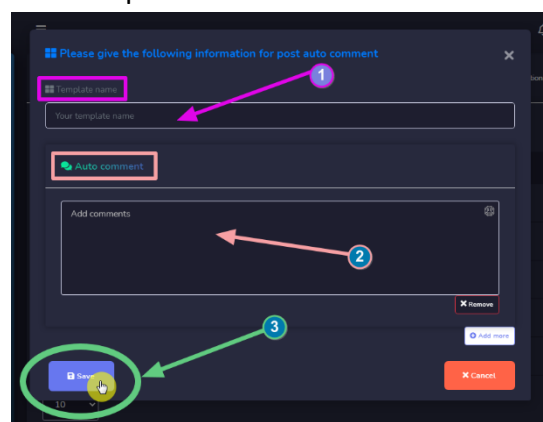 Please give the following information for post auto comment
1
Template name
Your template name
Auto comment
Add comments
2
Remove
3
Add more
Save
Cancel
10